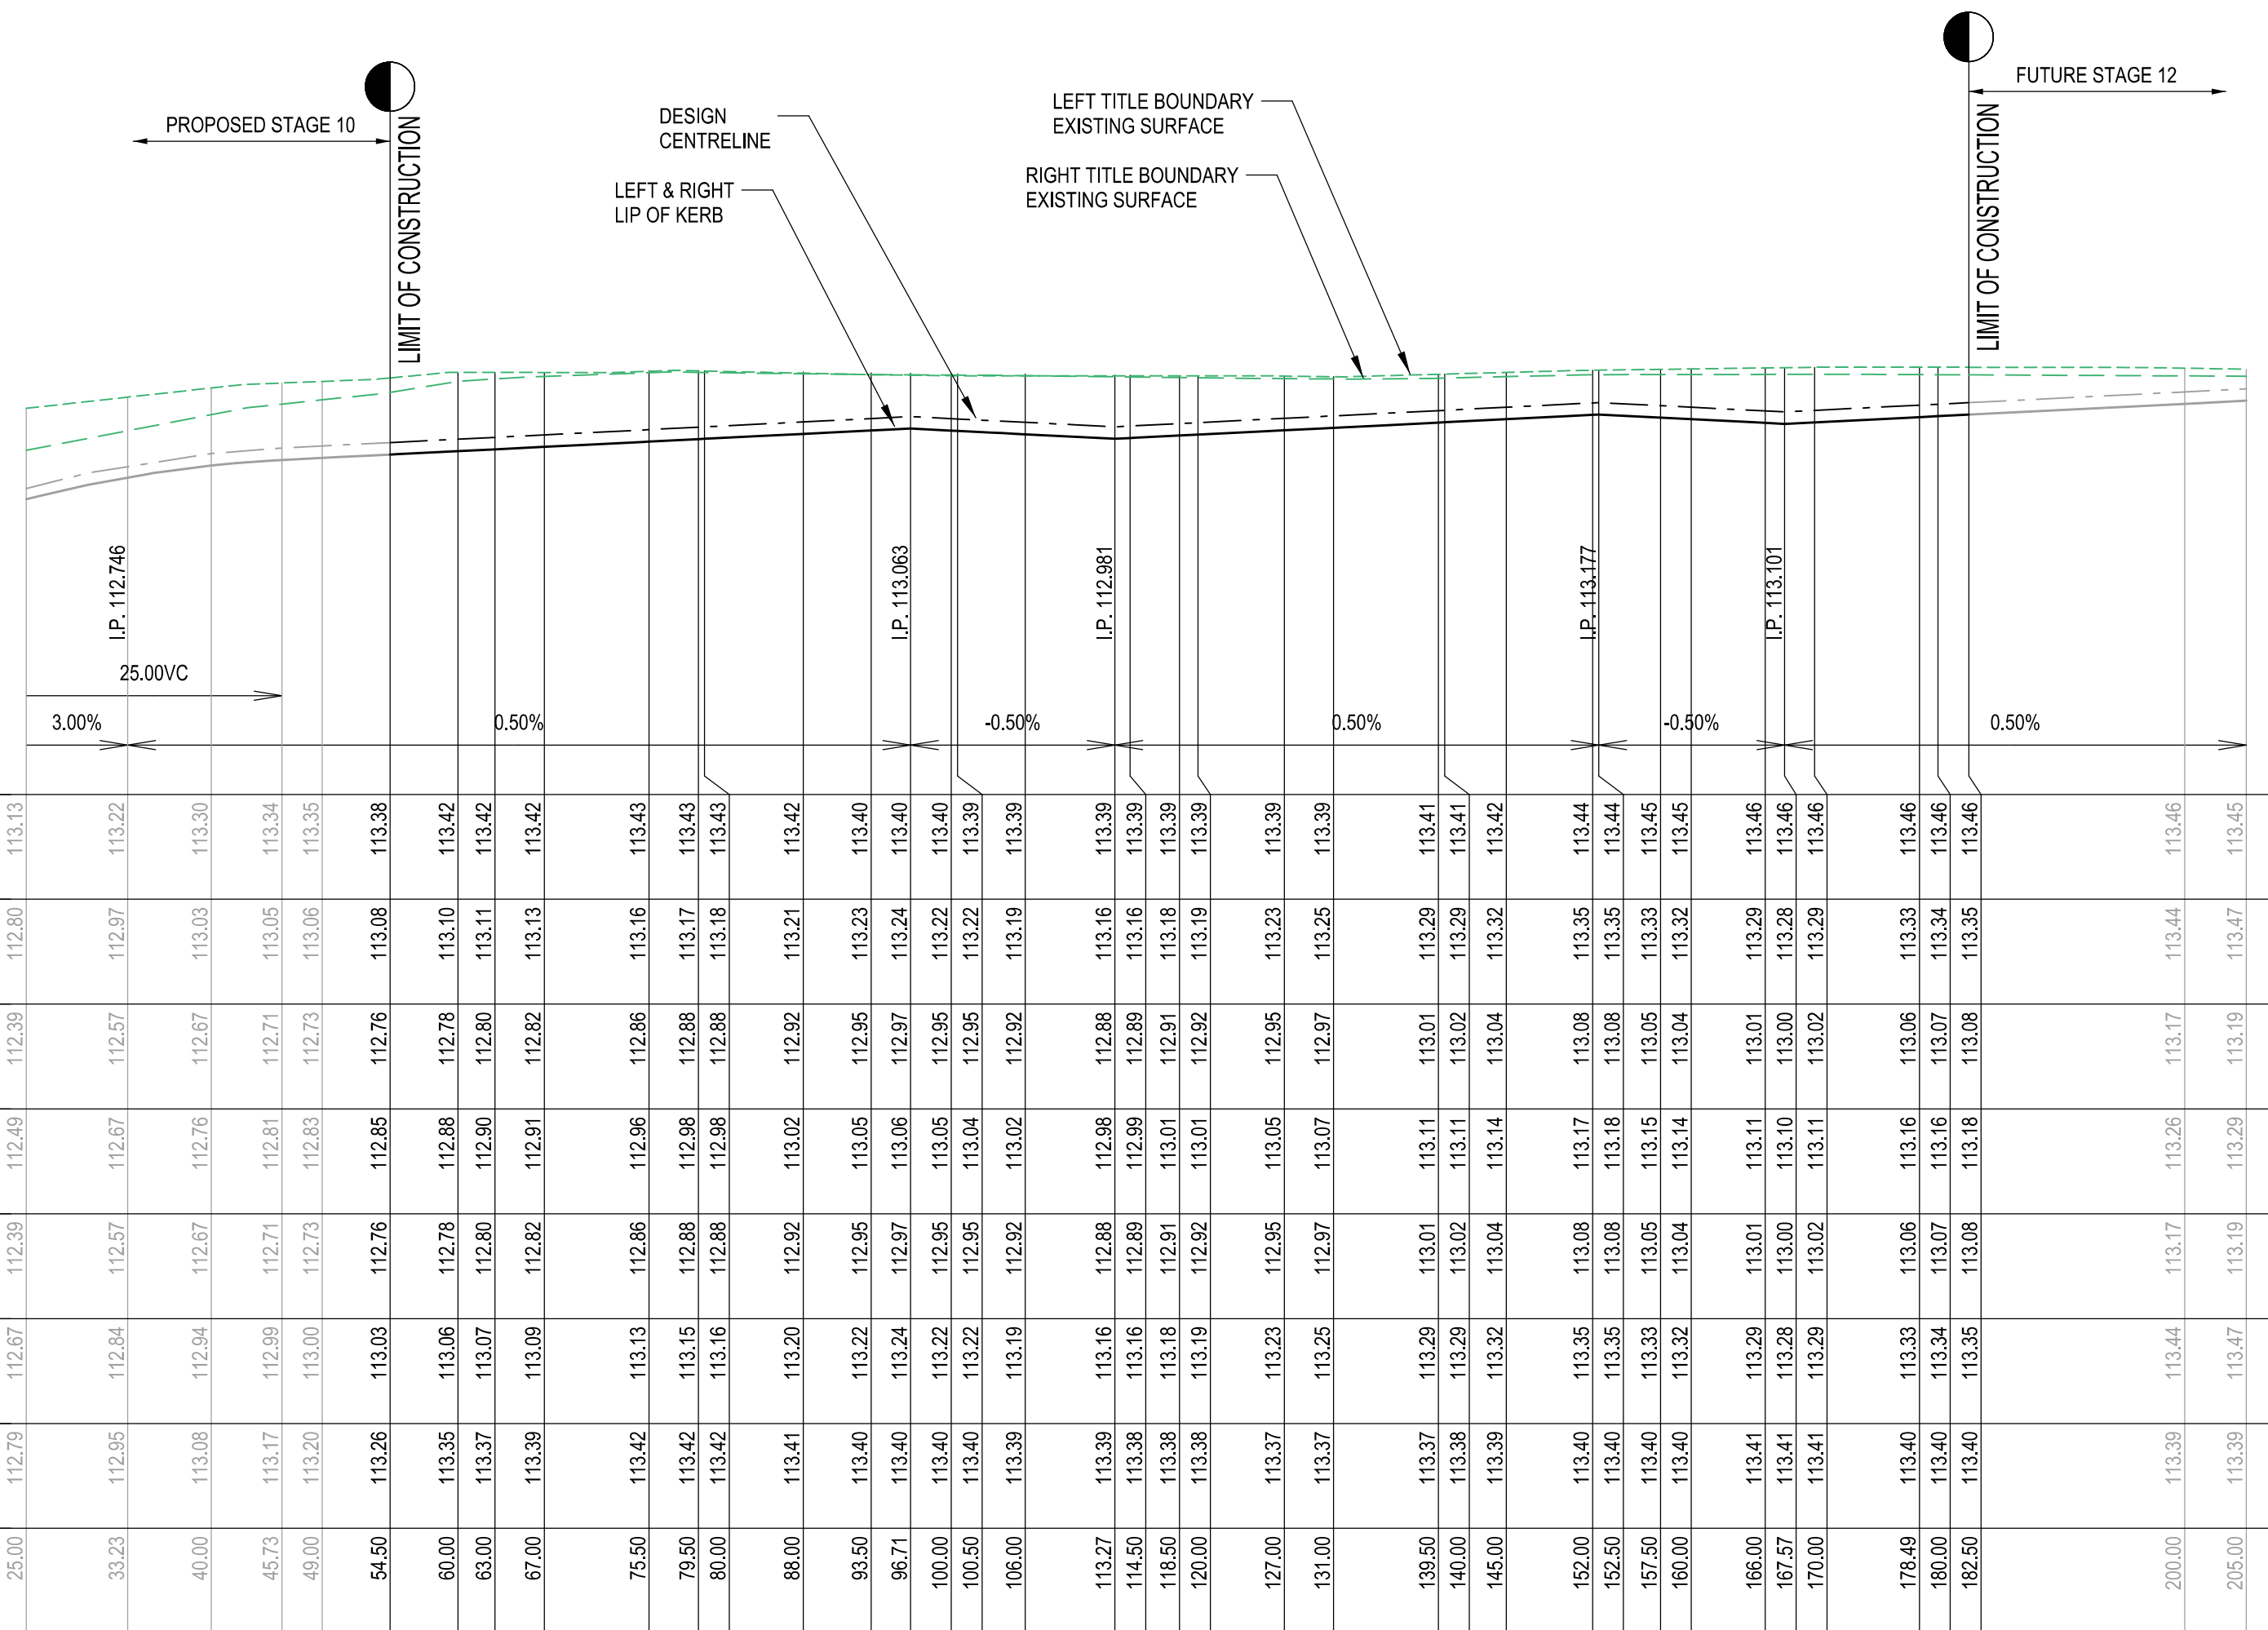 FUTURE STAGE 12
PROPOSED STAGE 10
LIMIT OF CONSTRUCTION
DESIGN
CENTRELINE
LEFT & RIGHT
LIP OF KERB
LEFT TITLE BOUNDARY
EXISTING SURFACE
RIGHT TITLE BOUNDARY
EXISTING SURFACE
LIMIT OF CONSTRUCTION
I.P. 112.746
I.P. 113.063
I.P. 112.981
I.P. 113.177
I.P. 113.101
25.00VC
3.00% 0.50% -0.50% 0.50% -0.50% 0.50%
113.13 113.22 113.30 113.34 113.35 113.38 113.42 113.42 113.42 113.43 113.43 113.43 113.42 113.40 113.40 113.40 113.39 113.39 113.39 113.39 113.39 113.39 113.39 113.39 113.41 113.41 113.42 113.44 113.44 113.45 113.45 113.46 113.46 113.46 113.46 113.46 113.46 113.46 113.45
112.80 112.97 113.03 113.05 113.06 113.08 113.10 113.11 113.13 113.16 113.17 113.18 113.21 113.23 113.24 113.22 113.22 113.19 113.16 113.16 113.18 113.19 113.23 113.25 113.29 113.29 113.32 113.35 113.35 113.33 113.32 113.29 113.28 113.29 113.33 113.34 113.35 113.44 113.47
112.39 112.57 112.67 112.71 112.73 112.76 112.78 112.80 112.82 112.86 112.88 112.88 112.92 112.95 112.97 112.95 112.95 112.92 112.88 112.89 112.91 112.92 112.95 112.97 113.01 113.02 113.04 113.08 113.08 113.05 113.04 113.01 113.00 113.02 113.06 113.07 113.08 113.17 113.19
112.49 112.67 112.76 112.81 112.83 112.85 112.88 112.90 112.91 112.96 112.98 112.98 113.02 113.05 113.06 113.05 113.04 113.02 112.98 112.99 113.01 113.01 113.05 113.07 113.11 113.11 113.14 113.17 113.18 113.15 113.14 113.11 113.10 113.11 113.16 113.16 113.18 113.26 113.29
112.39 112.57 112.67 112.71 112.73 112.76 112.78 112.80 112.82 112.86 112.88 112.88 112.92 112.95 112.97 112.95 112.95 112.92 112.88 112.89 112.91 112.92 112.95 112.97 113.01 113.02 113.04 113.08 113.08 113.05 113.04 113.01 113.00 113.02 113.06 113.07 113.08 113.17 113.19
112.67 112.84 112.94 112.99 113.00 113.03 113.06 113.07 113.09 113.13 113.15 113.16 113.20 113.22 113.24 113.22 113.22 113.19 113.16 113.16 113.18 113.19 113.23 113.25 113.29 113.29 113.32 113.35 113.35 113.33 113.32 113.29 113.28 113.29 113.33 113.34 113.35 113.44 113.47
112.79 112.95 113.08 113.17 113.20 113.26 113.35 113.37 113.39 113.42 113.42 113.42 113.41 113.40 113.40 113.40 113.40 113.39 113.39 113.38 113.38 113.38 113.37 113.37 113.37 113.38 113.39 113.40 113.40 113.40 113.40 113.41 113.41 113.41 113.40 113.40 113.40 113.39 113.39
25.00 33.23 40.00 45.73 49.00 54.50 60.00 63.00 67.00 75.50 79.50 80.00 88.00 93.50 96.71 100.00 100.50 106.00 113.27 114.50 118.50 120.00 127.00 131.00 139.50 140.00 145.00 152.00 152.50 157.50 160.00 166.00 167.57 170.00 178.49 180.00 182.50 200.00 205.00